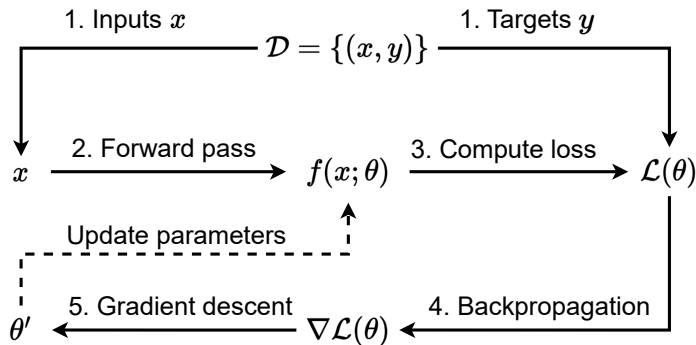 1. Inputs x
1. Targets y
𝒟 = {(x, y)}
x
2. Forward pass
f(x; θ)
3. Compute loss
ℒ(θ)
Update parameters
θ′
5. Gradient descent
∇ℒ(θ)
4. Backpropagation